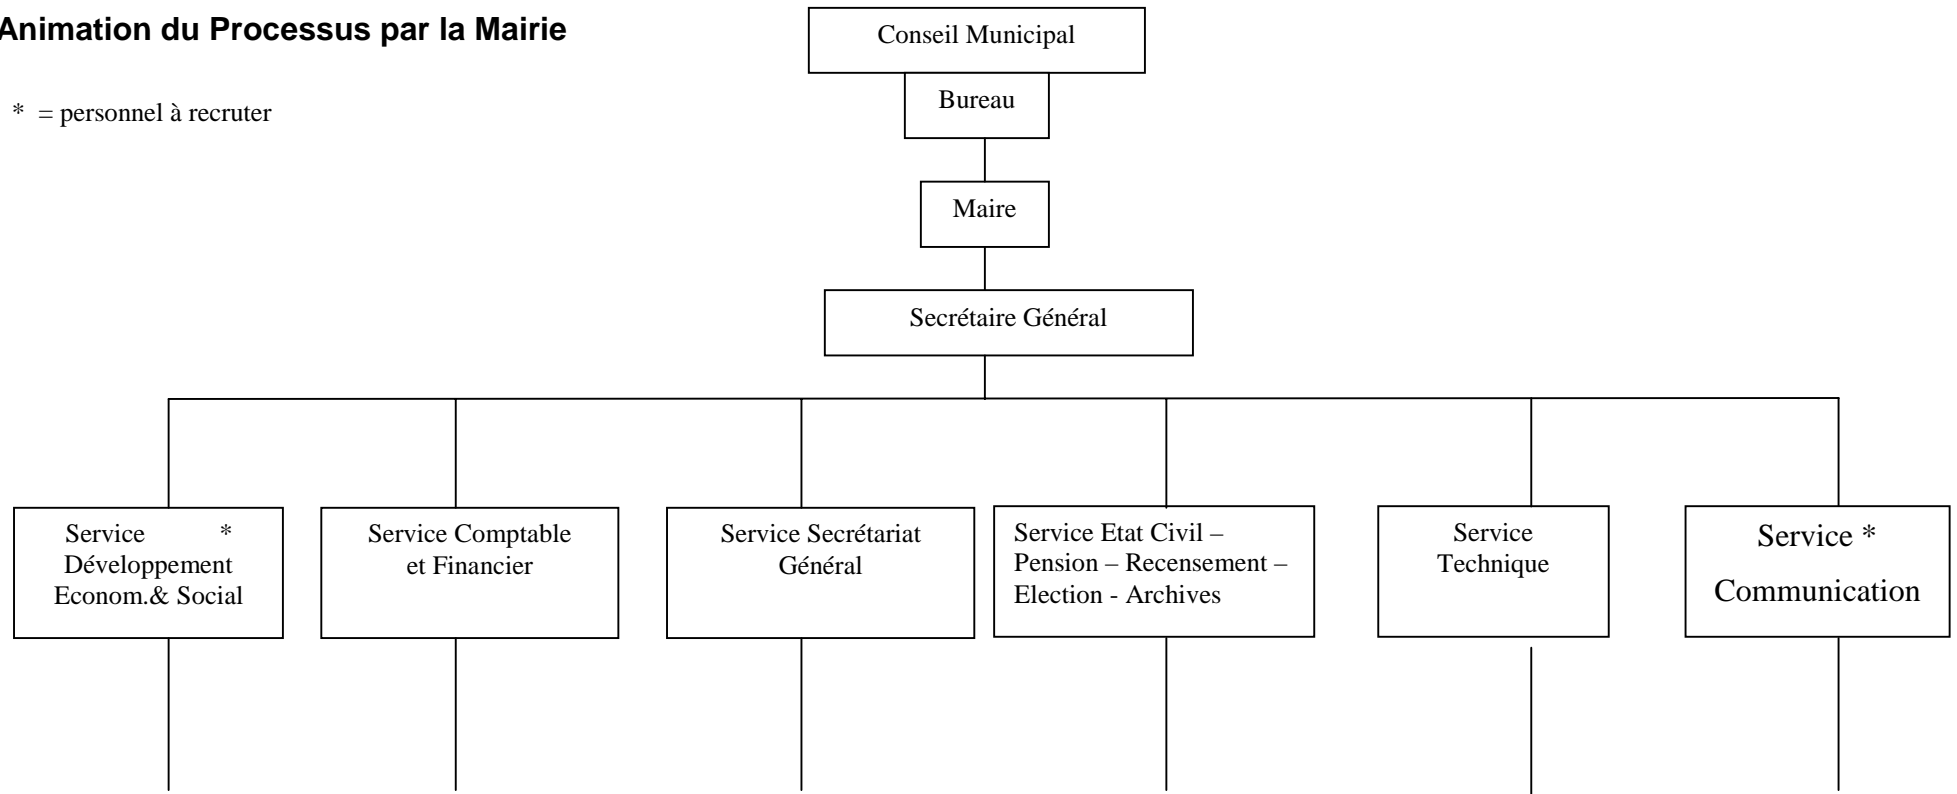 Animation du Processus par la Mairie
* = personnel à recruter
Conseil Municipal
Bureau
Maire
Secrétaire Général
Service *
Développement
Econom.& Social
Service Comptable
et Financier
Service Secrétariat
Général
Service Etat Civil –
Pension – Recensement –
Election - Archives
Service
Technique
Service *
Communication